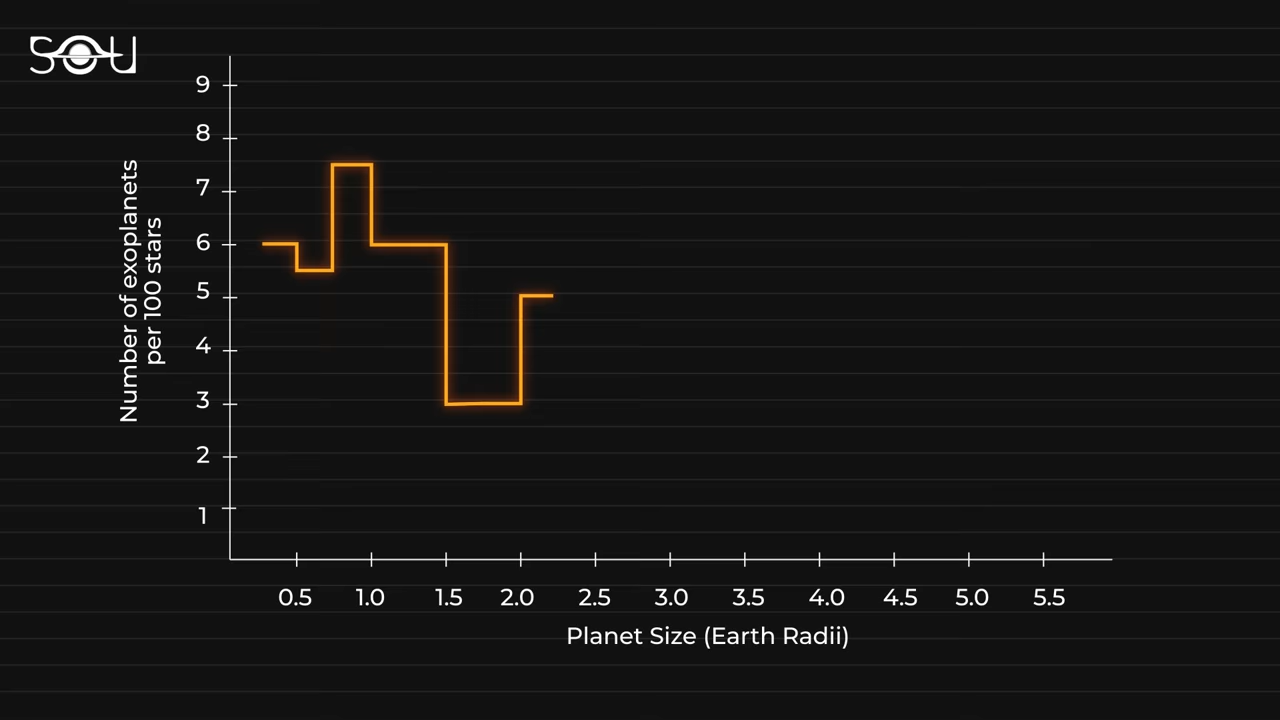 SOU
9
8
7
6
5
4
3
2
1
Number of exoplanets
per 100 stars
0.5 1.0 1.5 2.0 2.5 3.0 3.5 4.0 4.5 5.0 5.5
Planet Size (Earth Radii)